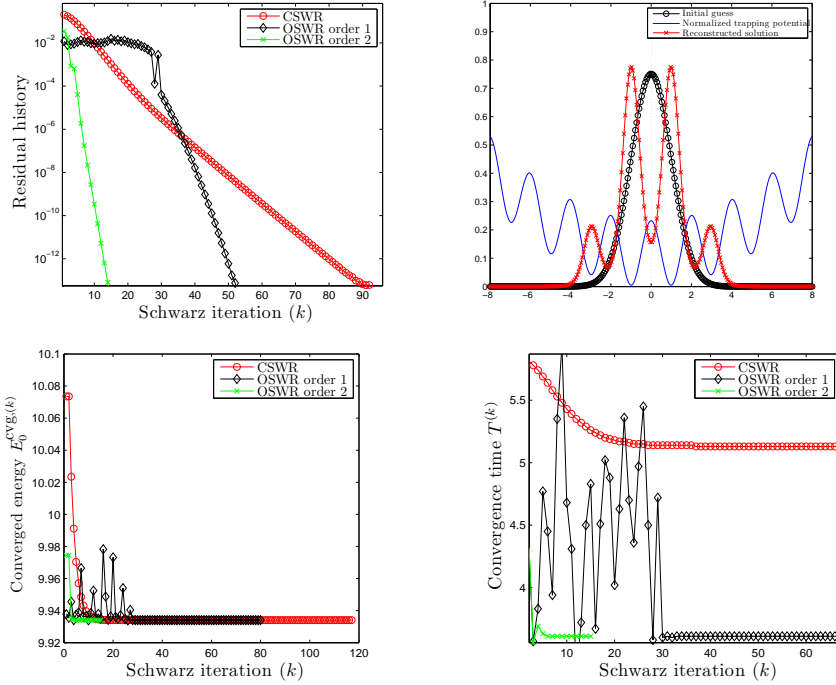 CSWR
OSWR order 1
OSWR order 2
10^-2
10^-4
10^-6
10^-8
10^-10
10^-12
Residual history
10 20 30 40 50 60 70 80 90
Schwarz iteration (k)
Initial guess
Normalized trapping potential
Reconstructed solution
1
0.9
0.8
0.7
0.6
0.5
0.4
0.3
0.2
0.1
0
−8 −6 −4 −2 0 2 4 6 8
CSWR
OSWR order 1
OSWR order 2
10.1
10.08
10.06
10.04
10.02
10
9.98
9.96
9.94
9.92
Converged energy E_0^{cvg,(k)}
0 20 40 60 80 100 120
Schwarz iteration (k)
CSWR
OSWR order 1
OSWR order 2
5.5
5
4.5
4
Convergence time T^{(k)}
10 20 30 40 50 60
Schwarz iteration (k)